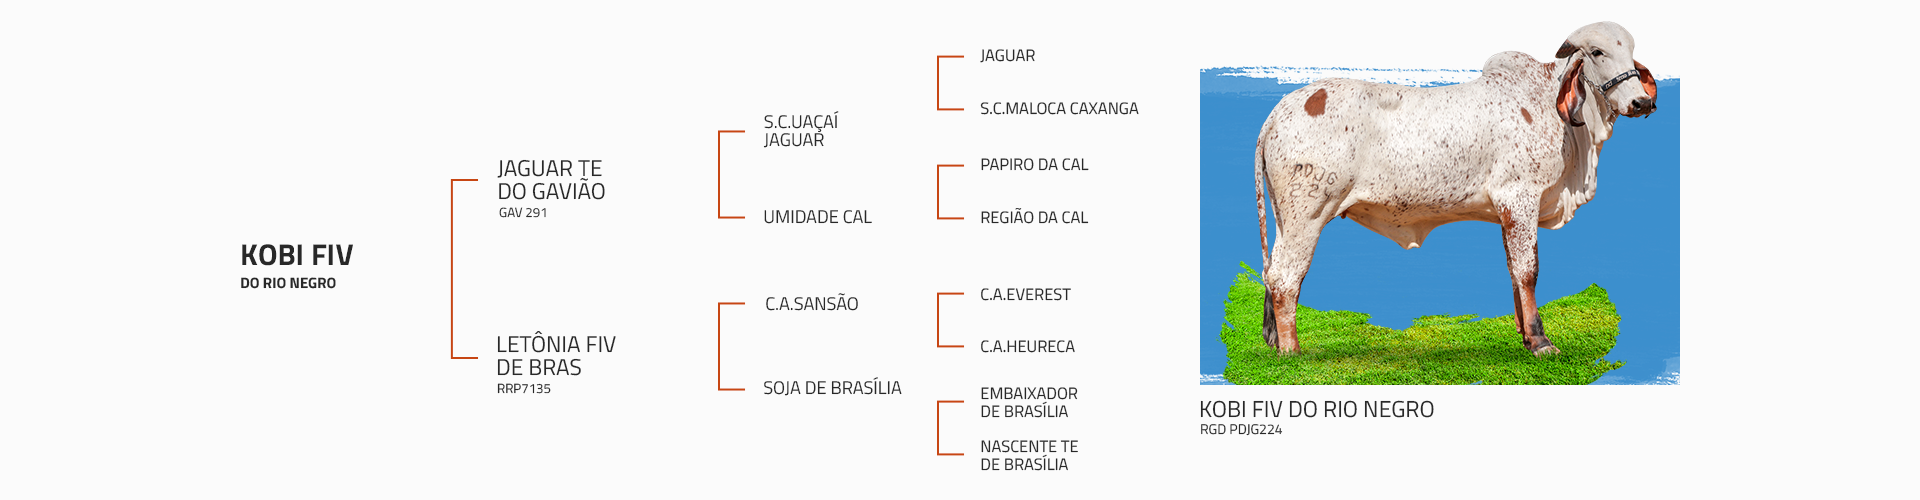 KOBI FIV
DO RIO NEGRO
JAGUAR TE
DO GAVIÃO
GAV 291
LETÔNIA FIV
DE BRAS
RRP7135
S.C.UAÇAÍ
JAGUAR
UMIDADE CAL
C.A.SANSÃO
SOJA DE BRASÍLIA
JAGUAR
S.C.MALOCA CAXANGA
PAPIRO DA CAL
REGIÃO DA CAL
C.A.EVEREST
C.A.HEURECA
EMBAIXADOR
DE BRASÍLIA
NASCENTE TE
DE BRASÍLIA
PDJG
224
KOBI FIV DO RIO NEGRO
RGD PDJG224